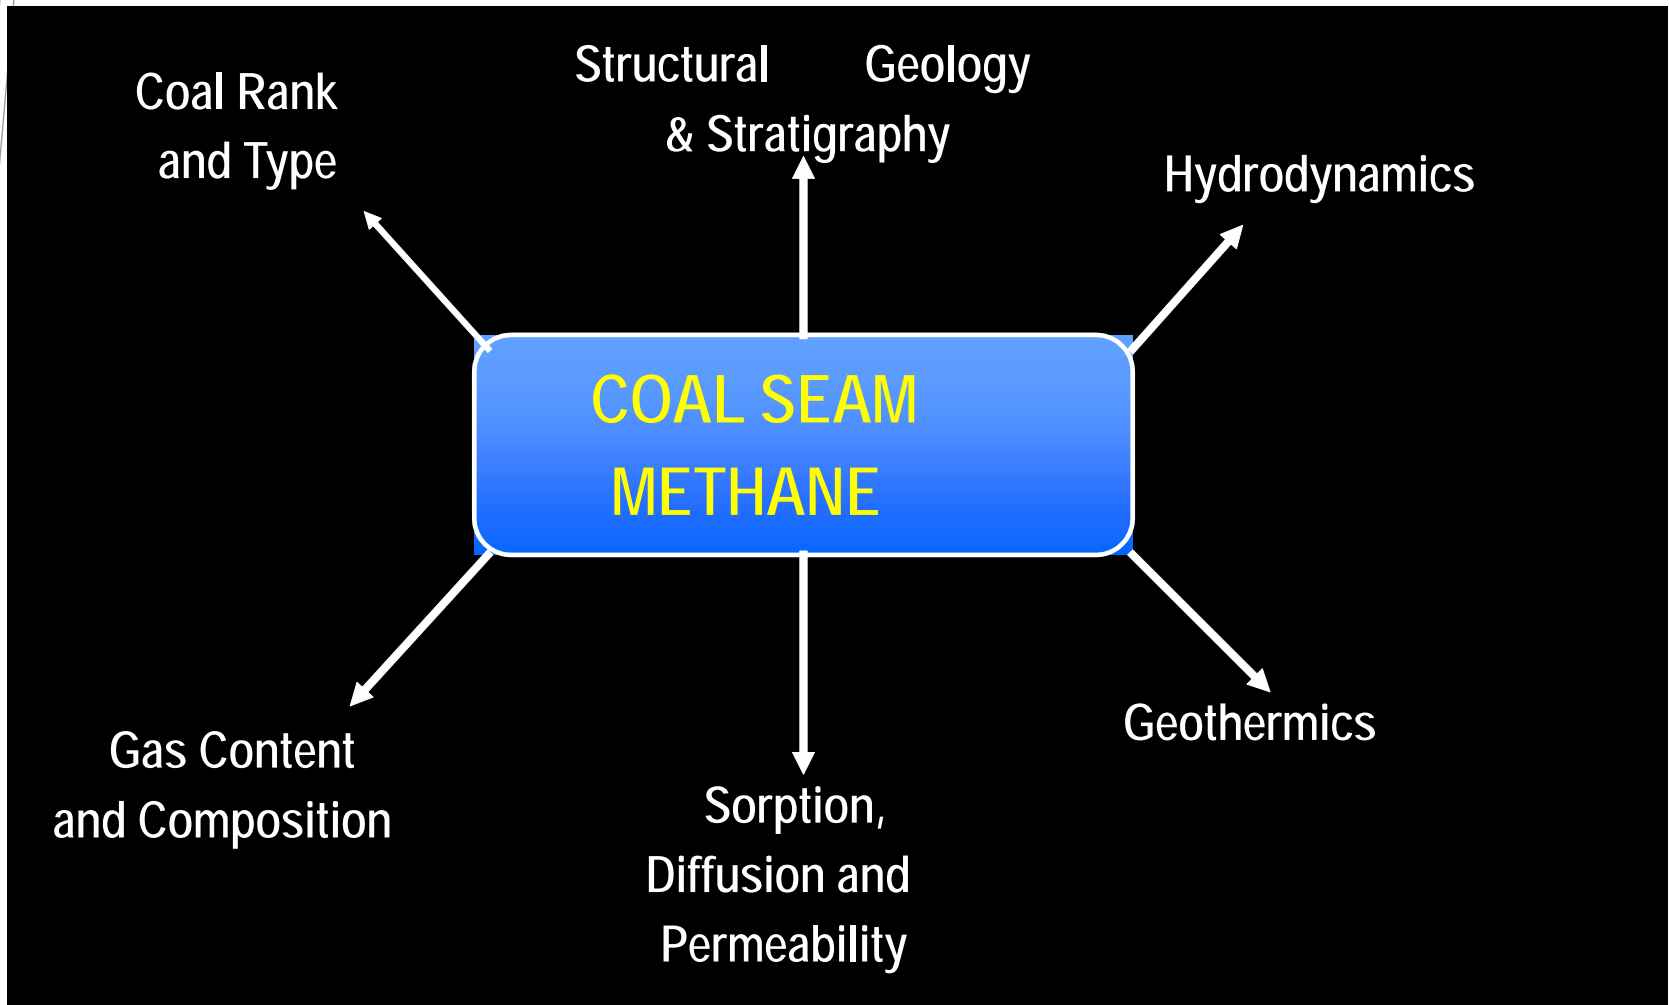 Coal Rank
and Type
Structural Geology
& Stratigraphy
Hydrodynamics
COAL SEAM
METHANE
Gas Content
and Composition
Sorption,
Diffusion and
Permeability
Geothermics